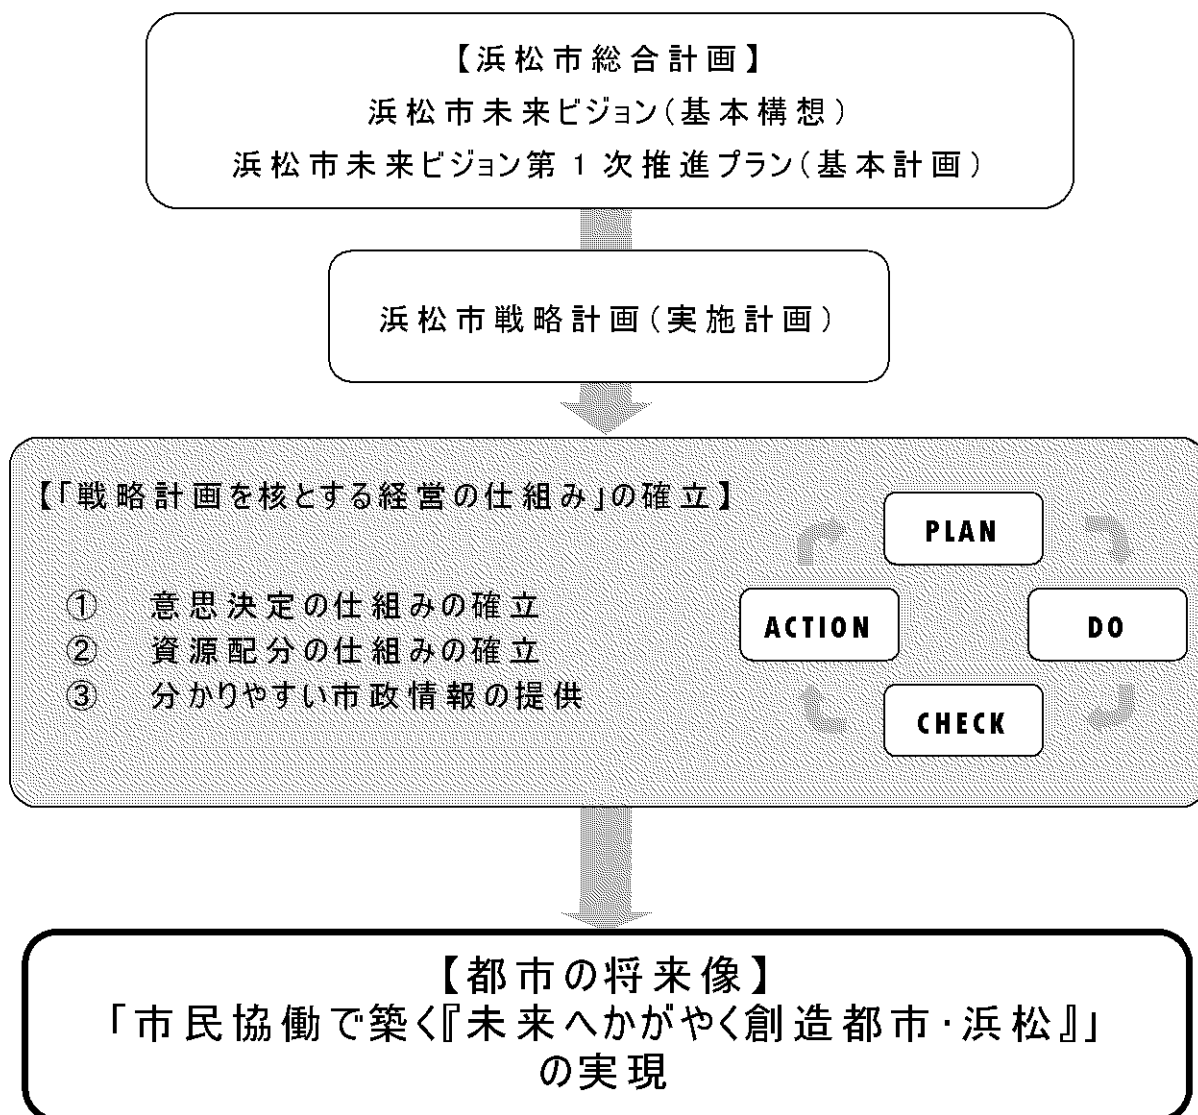 【浜松市総合計画】
浜松市未来ビジョン(基本構想)
浜松市未来ビジョン第1次推進プラン(基本計画)
浜松市戦略計画(実施計画)
【「戦略計画を核とする経営の仕組み」の確立】
① 意思決定の仕組みの確立
② 資源配分の仕組みの確立
③ 分かりやすい市政情報の提供
PLAN
ACTION
DO
CHECK
【都市の将来像】
「市民協働で築く『未来へかがやく創造都市・浜松』」
の実現